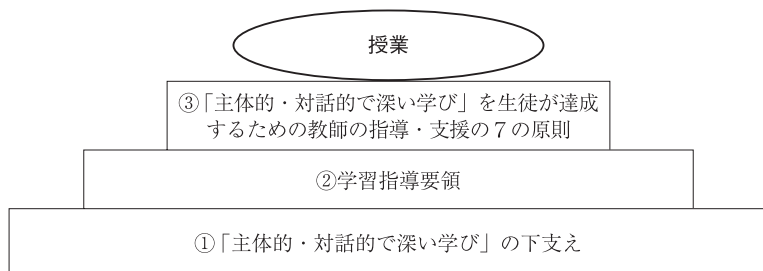 授業
③「主体的・対話的で深い学び」を生徒が達成
するための教師の指導・支援の７の原則
②学習指導要領
①「主体的・対話的で深い学び」の下支え